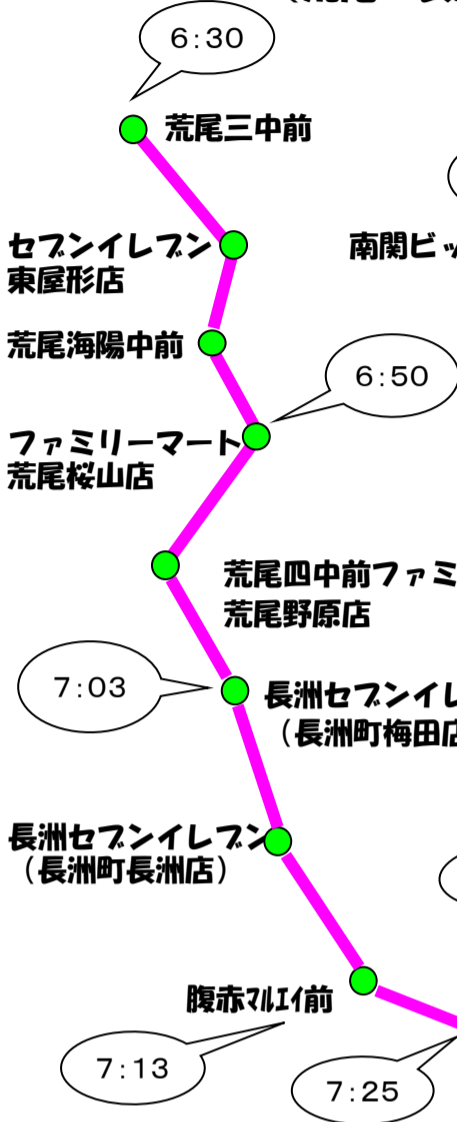 6:30
荒尾三中前
セブンイレブン
東屋形店
南関ビッ
荒尾海陽中前
6:50
ファミリーマート
荒尾桜山店
荒尾四中前ファミ
荒尾野原店
7:03
長洲セブンイレ
（長洲町梅田店
長洲セブンイレブン
（長洲町長洲店）
腹赤マルエイ前
7:13
7:25